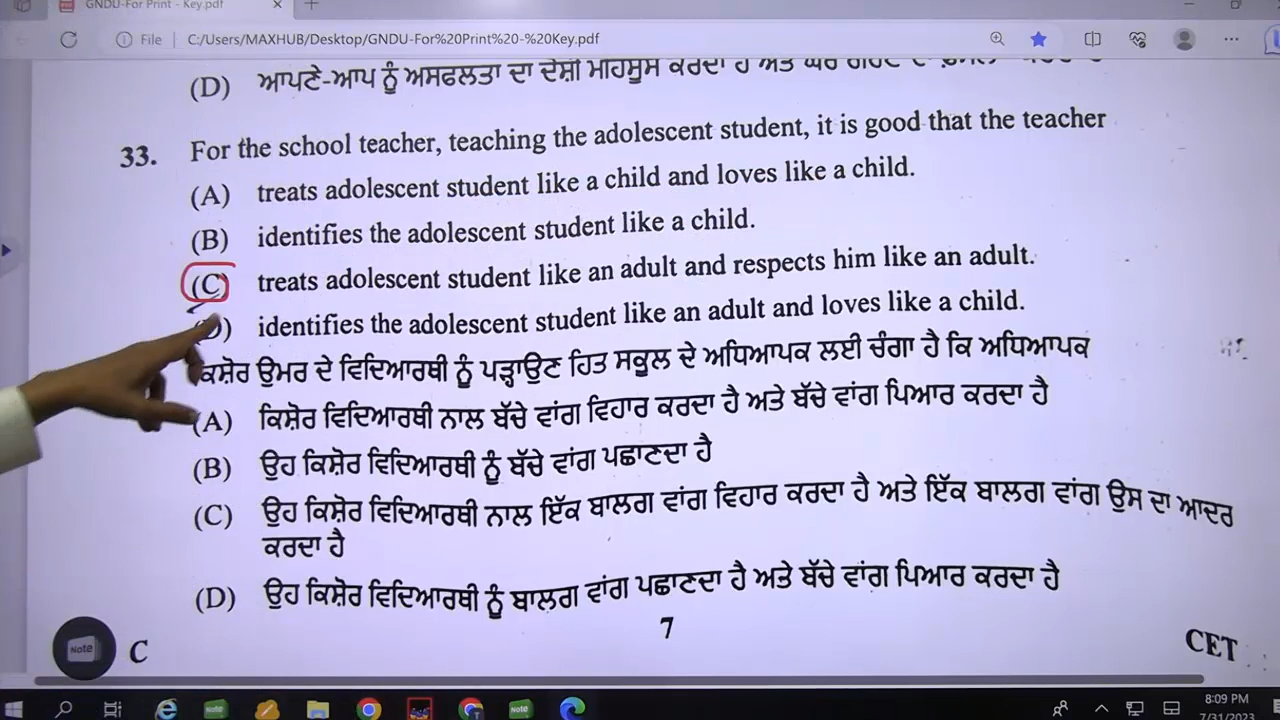 GNDU-For Print - Key.pdf
File C:/Users/MAXHUB/Desktop/GNDU-For%20Print%20-%20Key.pdf
(D) ਆਪਣੇ-ਆਪ ਨੂੰ ਅਸਫਲਤਾ ਦਾ ਦੋਸ਼ੀ ਮਹਿਸੂਸ ਕਰਦਾ ਹੈ ਅਤੇ
33. For the school teacher, teaching the adolescent student, it is good that the teacher
(A) treats adolescent student like a child and loves like a child.
(B) identifies the adolescent student like a child.
(C) treats adolescent student like an adult and respects him like an adult.
(D) identifies the adolescent student like an adult and loves like a child.
ਕਿਸ਼ੋਰ ਉਮਰ ਦੇ ਵਿਦਿਆਰਥੀ ਨੂੰ ਪੜ੍ਹਾਉਣ ਹਿਤ ਸਕੂਲ ਦੇ ਅਧਿਆਪਕ ਲਈ ਚੰਗਾ ਹੈ ਕਿ ਅਧਿਆਪਕ
(A) ਕਿਸ਼ੋਰ ਵਿਦਿਆਰਥੀ ਨਾਲ ਬੱਚੇ ਵਾਂਗ ਵਿਹਾਰ ਕਰਦਾ ਹੈ ਅਤੇ ਬੱਚੇ ਵਾਂਗ ਪਿਆਰ ਕਰਦਾ ਹੈ
(B) ਉਹ ਕਿਸ਼ੋਰ ਵਿਦਿਆਰਥੀ ਨੂੰ ਬੱਚੇ ਵਾਂਗ ਪਛਾਣਦਾ ਹੈ
(C) ਉਹ ਕਿਸ਼ੋਰ ਵਿਦਿਆਰਥੀ ਨਾਲ ਇੱਕ ਬਾਲਗ ਵਾਂਗ ਵਿਹਾਰ ਕਰਦਾ ਹੈ ਅਤੇ ਇੱਕ ਬਾਲਗ ਵਾਂਗ ਉਸ ਦਾ ਆਦਰ
ਕਰਦਾ ਹੈ
(D) ਉਹ ਕਿਸ਼ੋਰ ਵਿਦਿਆਰਥੀ ਨੂੰ ਬਾਲਗ ਵਾਂਗ ਪਛਾਣਦਾ ਹੈ ਅਤੇ ਬੱਚੇ ਵਾਂਗ ਪਿਆਰ ਕਰਦਾ ਹੈ
7
Note C CET
8:09 PM
7/31/2023